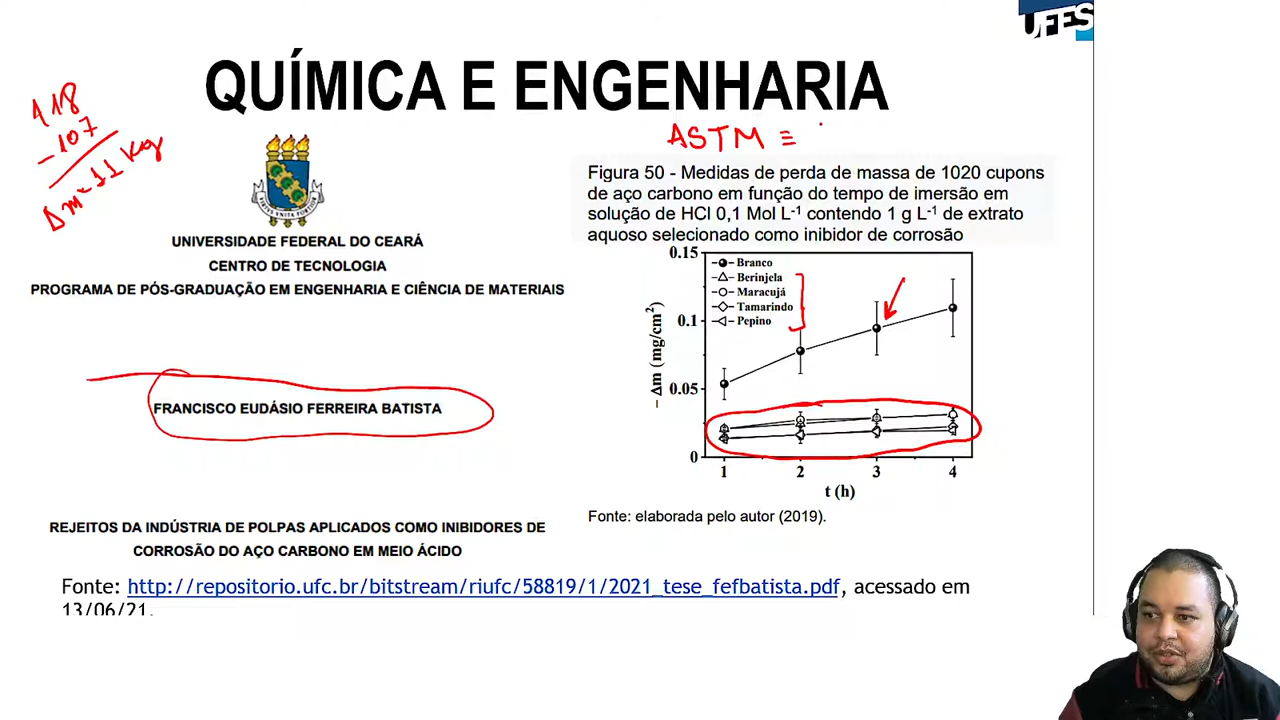 UFES
QUÍMICA E ENGENHARIA
118
-107
Δm = 11 kg
ASTM ≡
VIRTUS UNITA FORTIOR
UNIVERSIDADE FEDERAL DO CEARÁ
CENTRO DE TECNOLOGIA
PROGRAMA DE PÓS-GRADUAÇÃO EM ENGENHARIA E CIÊNCIA DE MATERIAIS
FRANCISCO EUDÁSIO FERREIRA BATISTA
REJEITOS DA INDÚSTRIA DE POLPAS APLICADOS COMO INIBIDORES DE
CORROSÃO DO AÇO CARBONO EM MEIO ÁCIDO
Figura 50 - Medidas de perda de massa de 1020 cupons
de aço carbono em função do tempo de imersão em
solução de HCl 0,1 Mol L⁻¹ contendo 1 g L⁻¹ de extrato
aquoso selecionado como inibidor de corrosão
0.15
0.1
0.05
0
- Δm (mg/cm²)
Branco
Berinjela
Maracujá
Tamarindo
Pepino
1 2 3 4
t (h)
Fonte: elaborada pelo autor (2019).
Fonte: http://repositorio.ufc.br/bitstream/riufc/58819/1/2021_tese_fefbatista.pdf, acessado em
13/06/21.